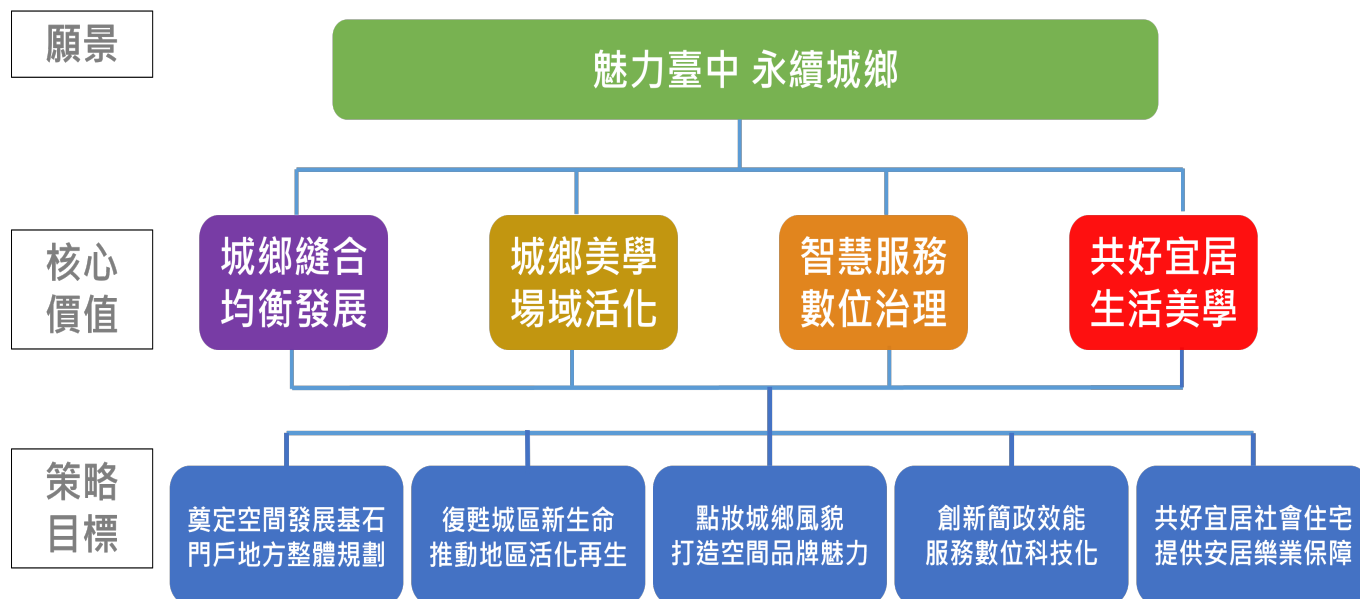 願景
魅力臺中 永續城鄉
核心
價值
城鄉縫合
均衡發展
城鄉美學
場域活化
智慧服務
數位治理
共好宜居
生活美學
策略
目標
奠定空間發展基石
門戶地方整體規劃
復甦城區新生命
推動地區活化再生
點妝城鄉風貌
打造空間品牌魅力
創新簡政效能
服務數位科技化
共好宜居社會住宅
提供安居樂業保障